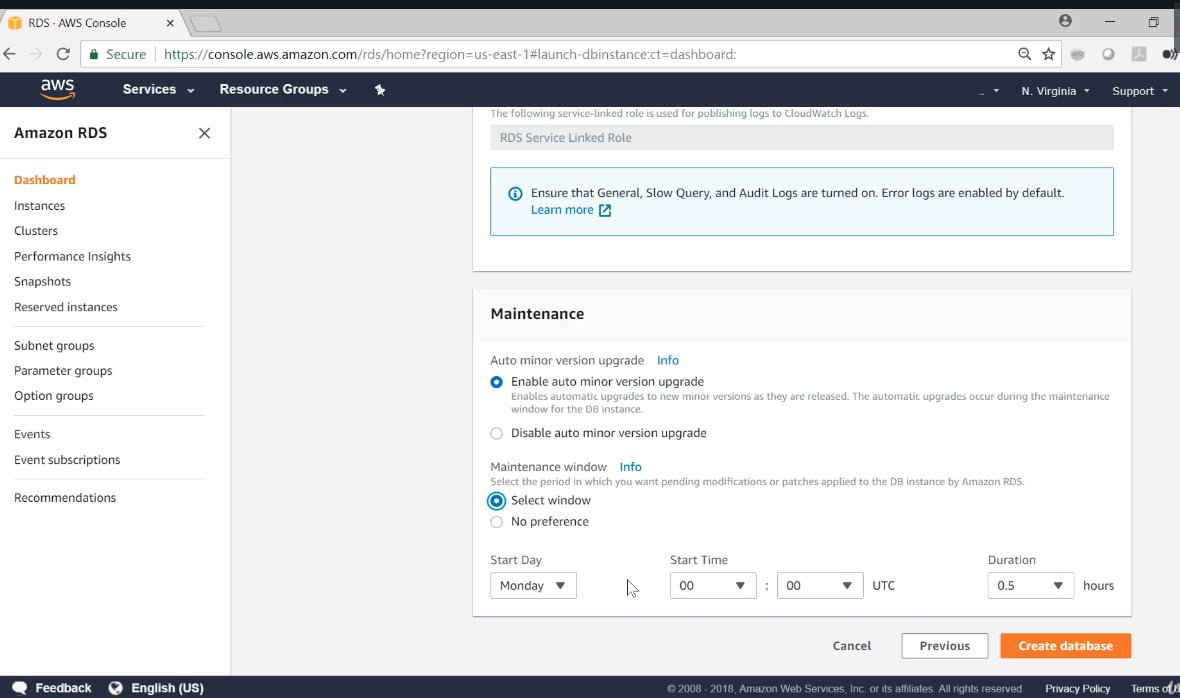 RDS · AWS Console
Secure https://console.aws.amazon.com/rds/home?region=us-east-1#launch-dbinstance:ct=dashboard:
aws Services Resource Groups .. N. Virginia Support
Amazon RDS
Dashboard
Instances
Clusters
Performance Insights
Snapshots
Reserved instances
Subnet groups
Parameter groups
Option groups
Events
Event subscriptions
Recommendations
The following service-linked role is used for publishing logs to CloudWatch Logs.
RDS Service Linked Role
Ensure that General, Slow Query, and Audit Logs are turned on. Error logs are enabled by default.
Learn more
Maintenance
Auto minor version upgrade Info
Enable auto minor version upgrade
Enables automatic upgrades to new minor versions as they are released. The automatic upgrades occur during the maintenance
window for the DB instance.
Disable auto minor version upgrade
Maintenance window Info
Select the period in which you want pending modifications or patches applied to the DB instance by Amazon RDS.
Select window
No preference
Start Day Start Time Duration
Monday 00 : 00 UTC 0.5 hours
Cancel Previous Create database
Feedback English (US) © 2008 - 2018, Amazon Web Services, Inc. or its affiliates. All rights reserved. Privacy Policy Terms of